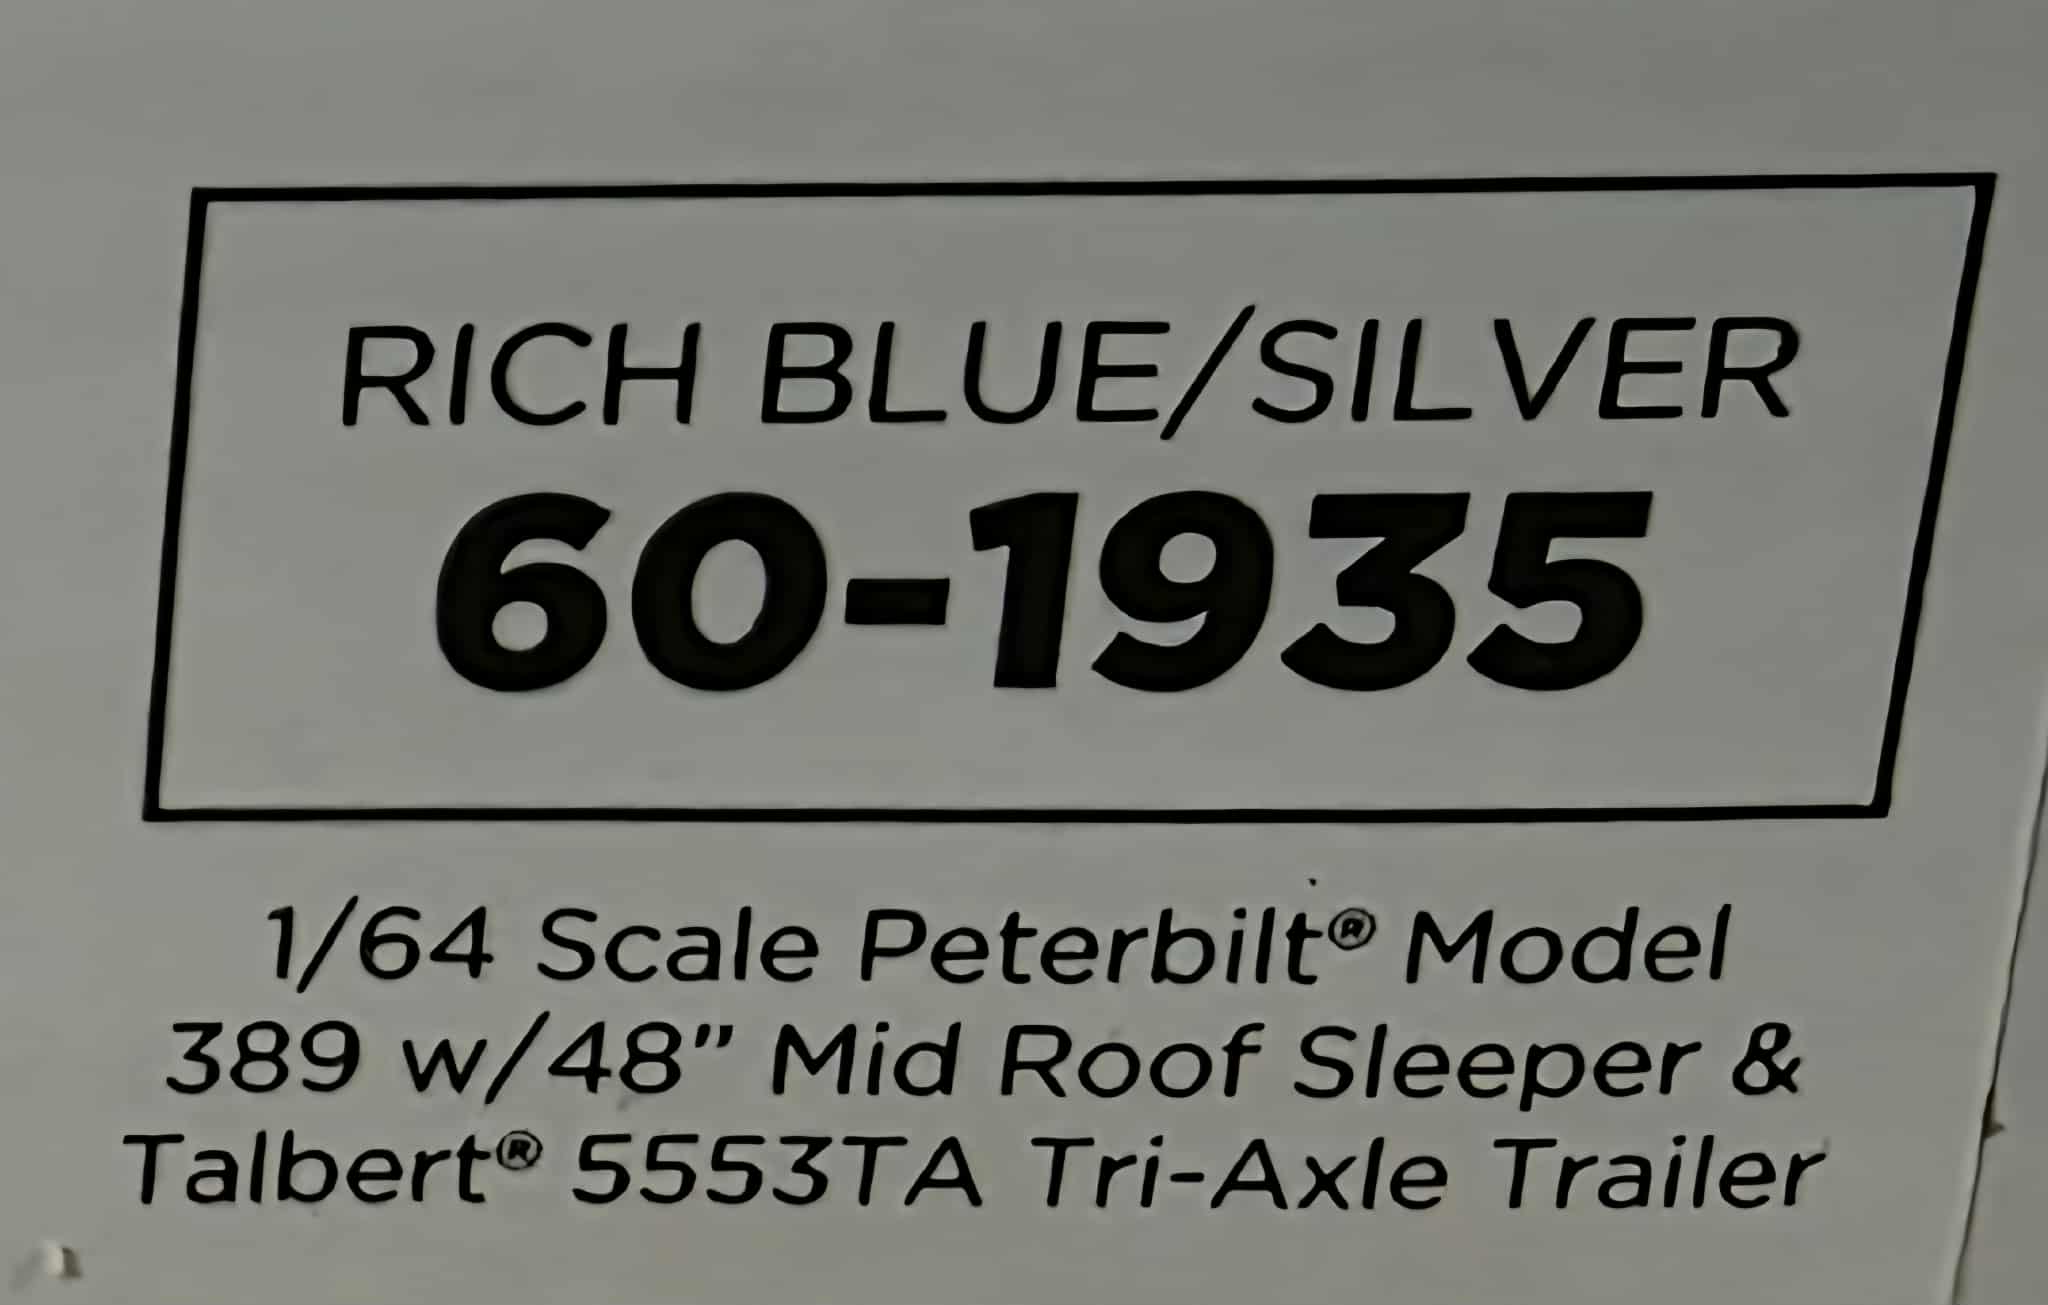 RICH BLUE/SILVER
60-1935
1/64 Scale Peterbilt® Model
389 w/48” Mid Roof Sleeper &
Talbert® 5553TA Tri-Axle Trailer